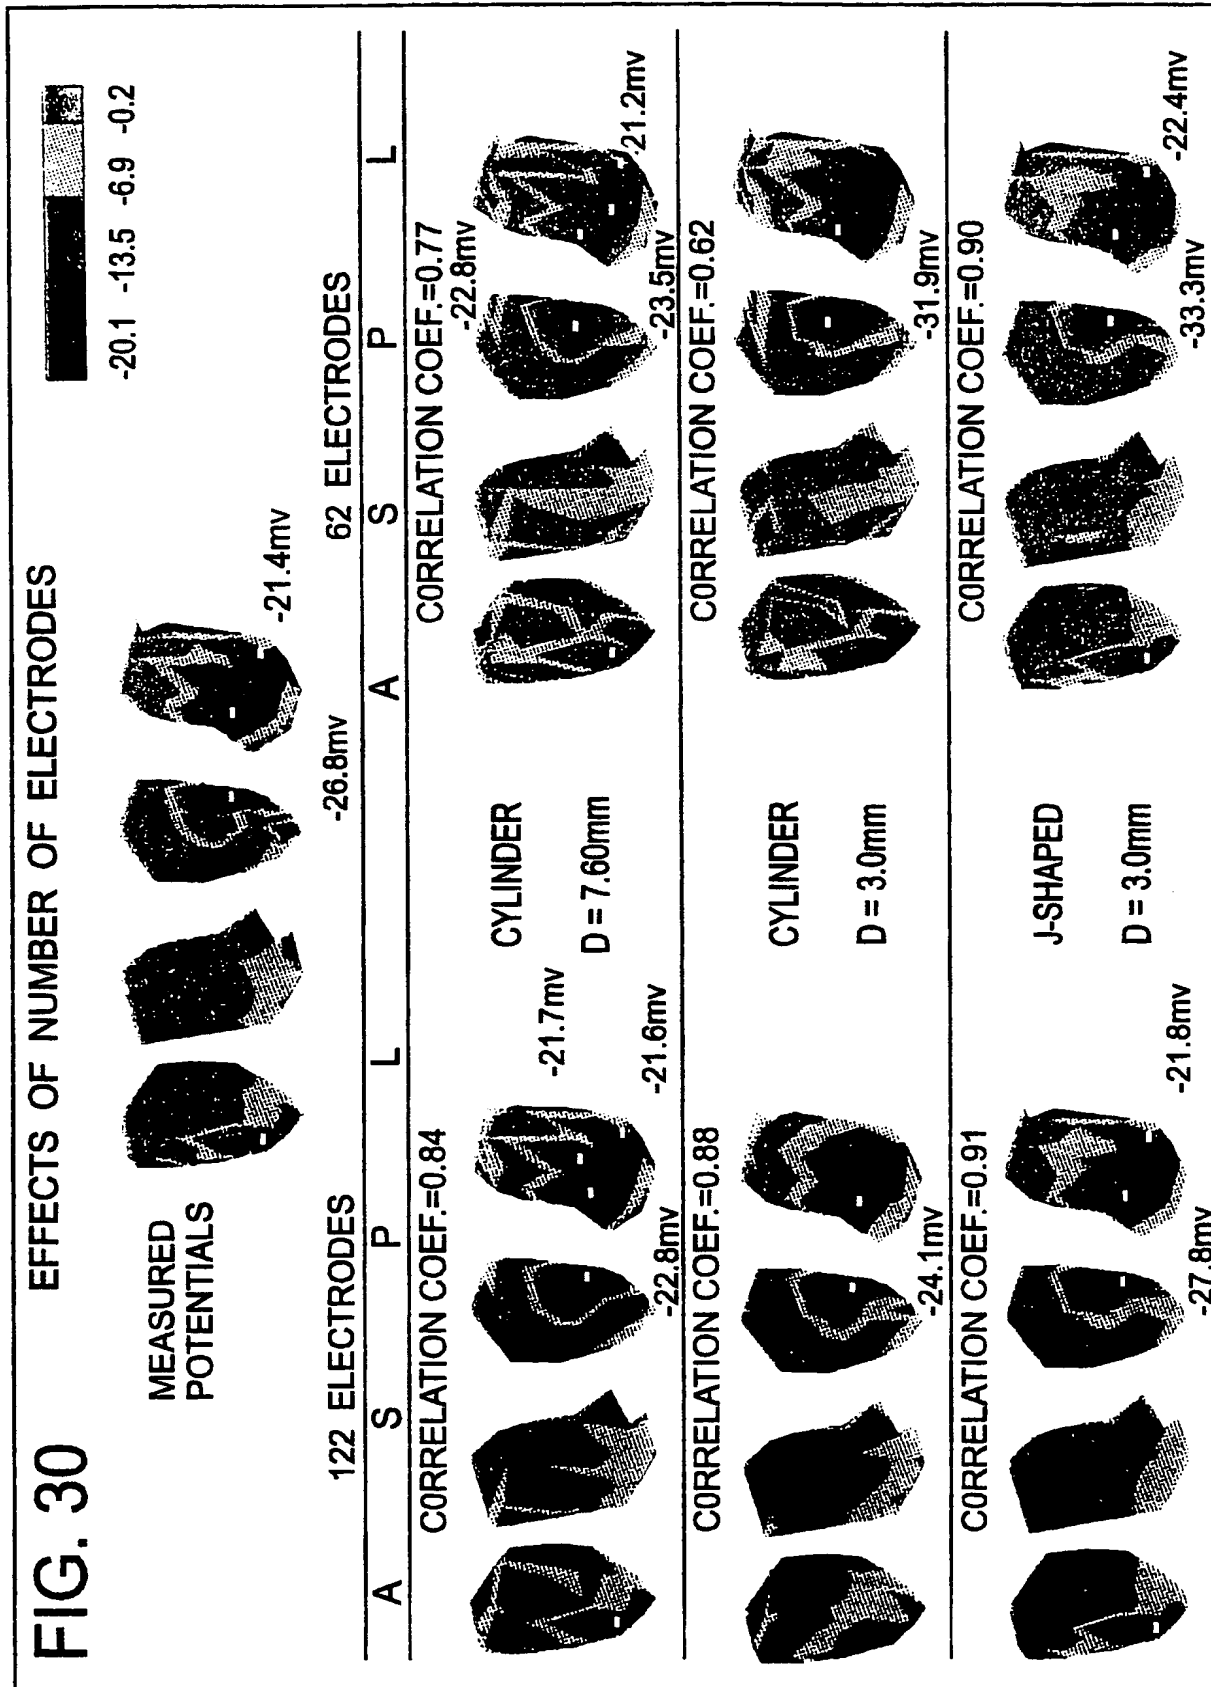 FIG. 30
EFFECTS OF NUMBER OF ELECTRODES
-20.1 -13.5 -6.9 -0.2
MEASURED
POTENTIALS
-26.8mv
-21.4mv
122 ELECTRODES
62 ELECTRODES
A S P L
A S P L
CORRELATION COEF.=0.84
-21.7mv
-22.8mv
-21.6mv
CYLINDER
D = 7.60mm
CORRELATION COEF.=0.77
-22.8mv
-23.5mv
-21.2mv
CORRELATION COEF.=0.88
-24.1mv
CYLINDER
D = 3.0mm
CORRELATION COEF.=0.62
-31.9mv
CORRELATION COEF.=0.91
-27.8mv
-21.8mv
J-SHAPED
D = 3.0mm
CORRELATION COEF.=0.90
-33.3mv
-22.4mv